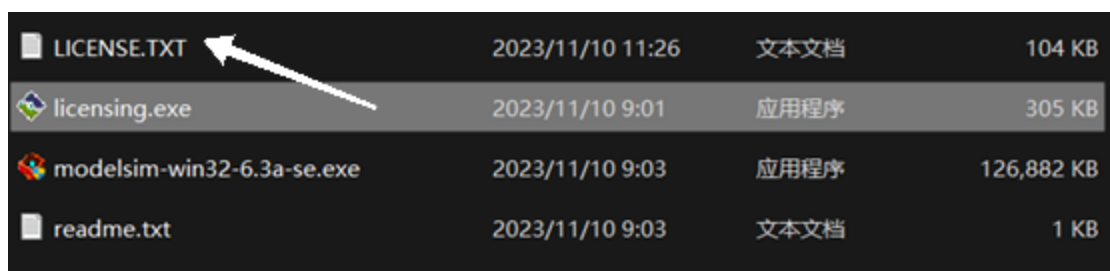 LICENSE.TXT 2023/11/10 11:26 文本文档 104 KB
licensing.exe 2023/11/10 9:01 应用程序 305 KB
modelsim-win32-6.3a-se.exe 2023/11/10 9:03 应用程序 126,882 KB
readme.txt 2023/11/10 9:03 文本文档 1 KB